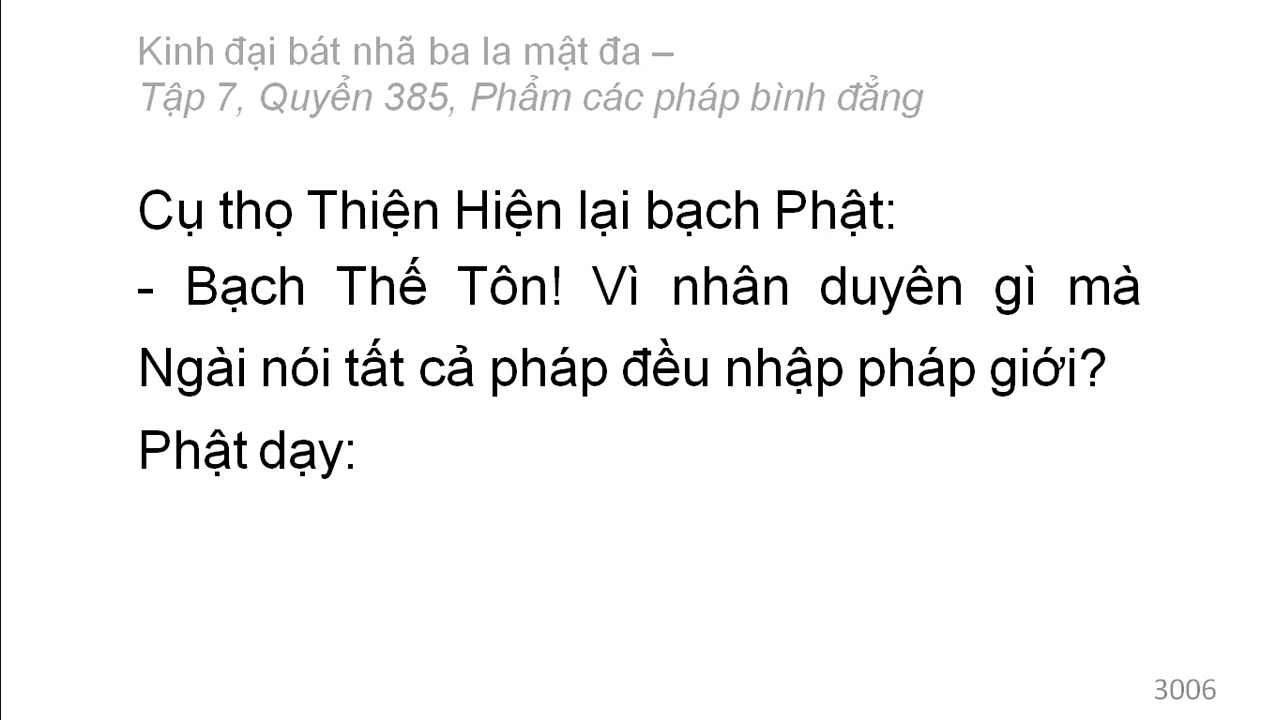 Kinh đại bát nhã ba la mật đa –
Tập 7, Quyển 385, Phẩm các pháp bình đẳng
Cụ thọ Thiện Hiện lại bạch Phật:
- Bạch Thế Tôn! Vì nhân duyên gì mà
Ngài nói tất cả pháp đều nhập pháp giới?
Phật dạy:
3006